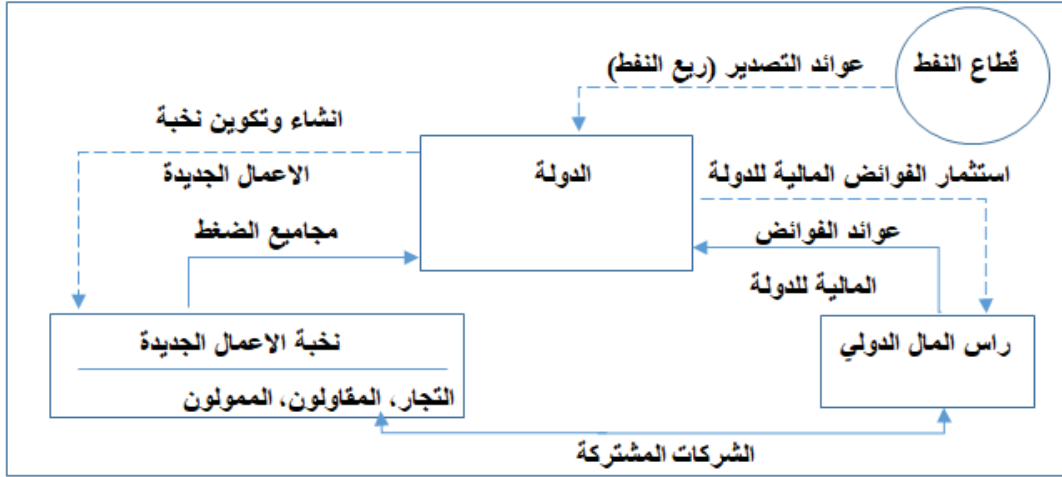 قطاع النفط
عوائد التصدير (ريع النفط)
انشاء وتكوين نخبة
الاعمال الجديدة
الدولة
استثمار الفوائض المالية للدولة
مجاميع الضغط
عوائد الفوائض
المالية للدولة
نخبة الاعمال الجديدة
التجار، المقاولون، الممولون
راس المال الدولي
الشركات المشتركة